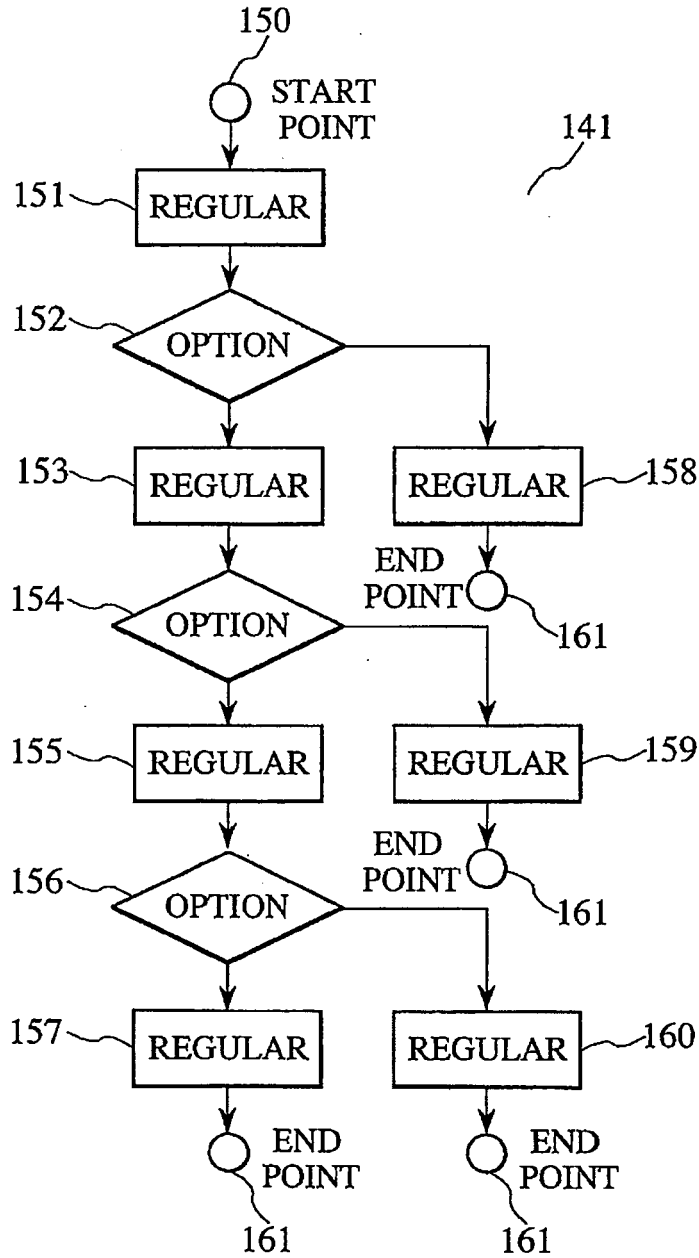 150
START
POINT
141
151
REGULAR
152
OPTION
153
REGULAR
REGULAR
158
END
POINT
161
154
OPTION
155
REGULAR
REGULAR
159
END
POINT
161
156
OPTION
157
REGULAR
REGULAR
160
END
POINT
161
END
POINT
161